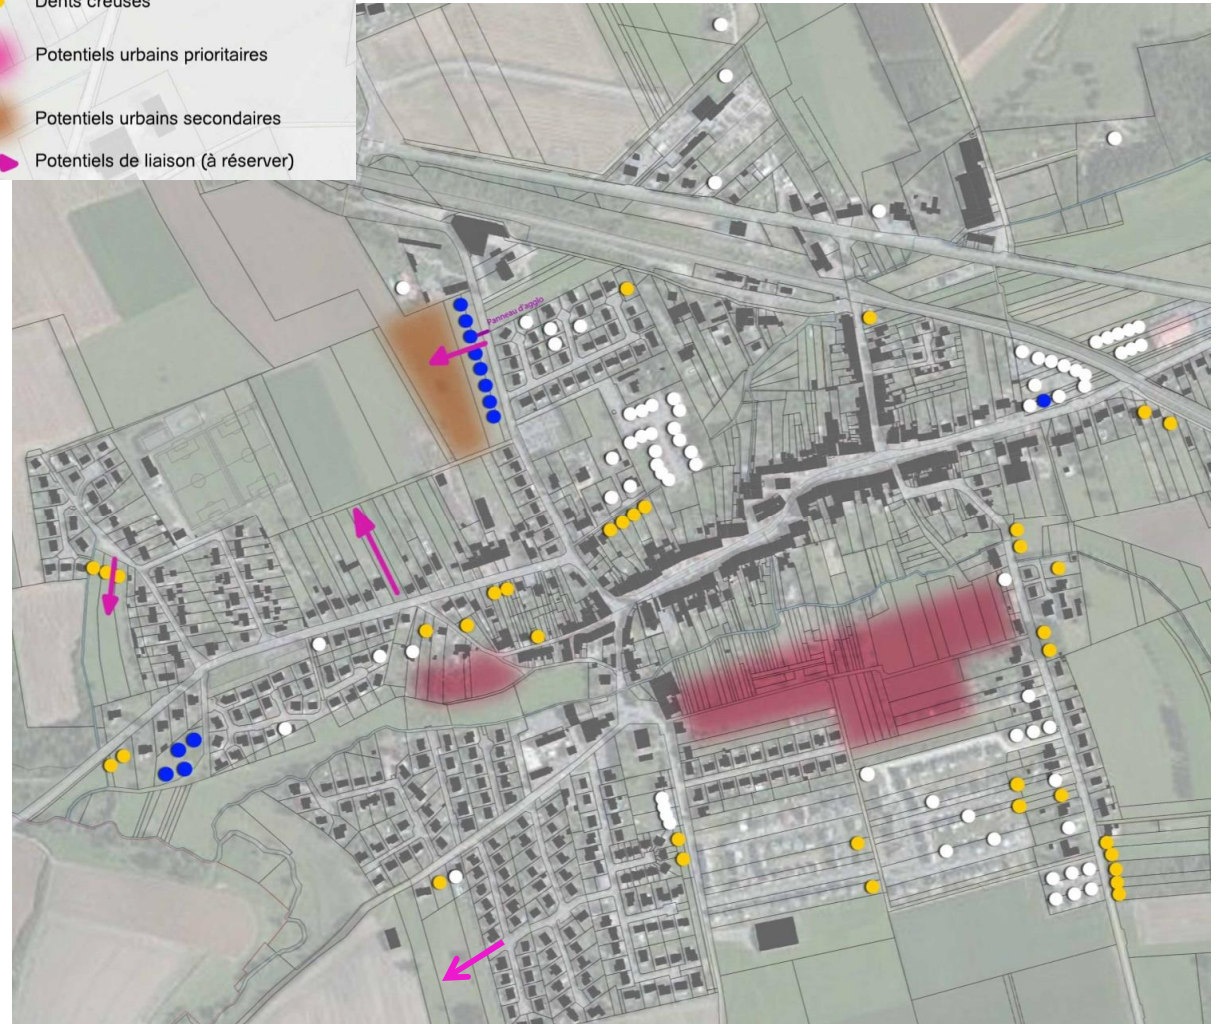 Dents creuses
Potentiels urbains prioritaires
Potentiels urbains secondaires
Potentiels de liaison (à réserver)
Panneau d'agglo